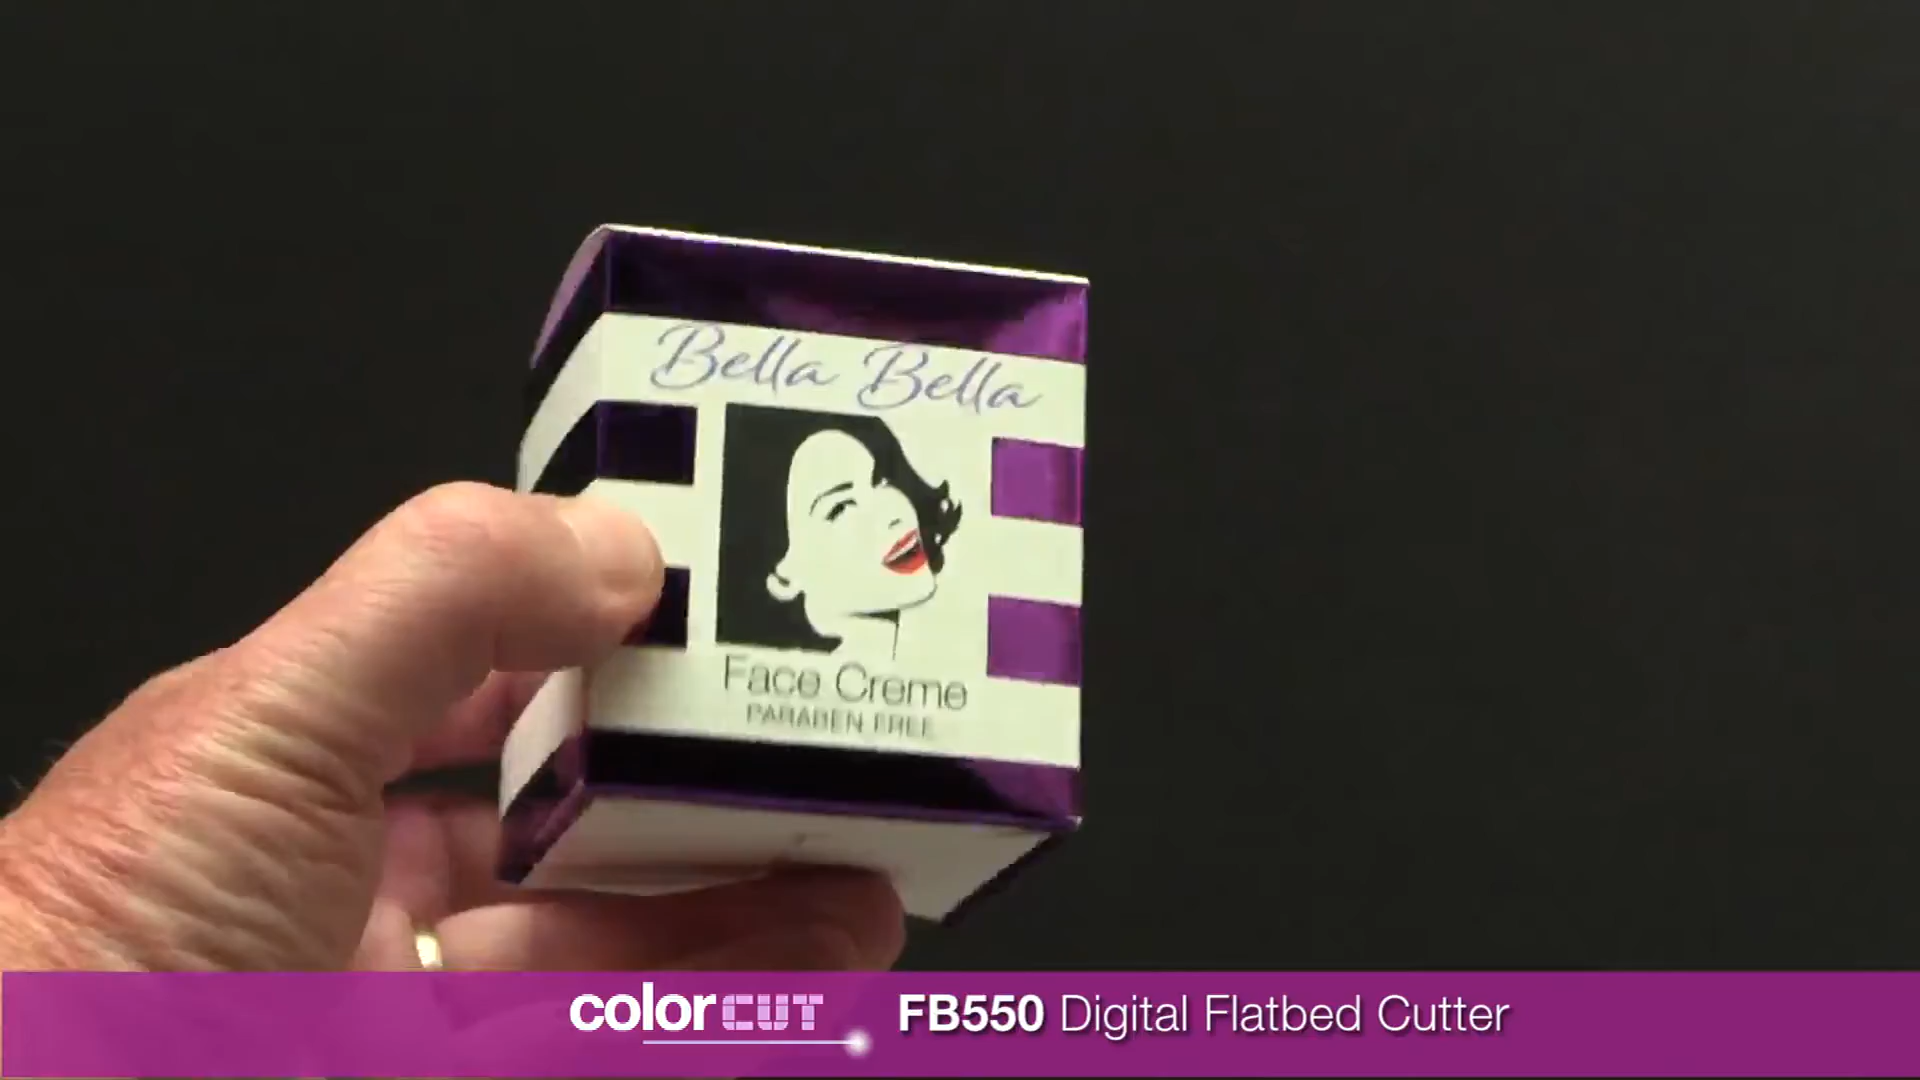 Bella Bella
Face Creme
PARABEN FREE
colorCUT FB550 Digital Flatbed Cutter